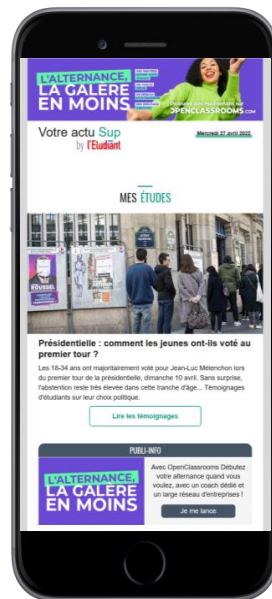 L'ALTERNANCE,
LA GALÈRE
EN MOINS
OPENCLASSROOMS.COM
Votre actu Sup
by l'Etudiant
Mercredi 27 avril 2022
MES ÉTUDES
ROUSSEL
Présidentielle : comment les jeunes ont-ils voté au
premier tour ?
Les 18-34 ans ont majoritairement voté pour Jean-Luc Mélenchon lors
du premier tour de la présidentielle, dimanche 10 avril. Sans surprise,
l'abstention reste très élevée dans cette tranche d'âge... Témoignages
d'étudiants sur leur choix politique.
Lire les témoignages
PUBLI-INFO
L'ALTERNANCE,
LA GALÈRE
EN MOINS
Avec OpenClassrooms Débutez
votre alternance quand vous
voulez, avec un coach dédié et
un large réseau d'entreprises !
Je me lance